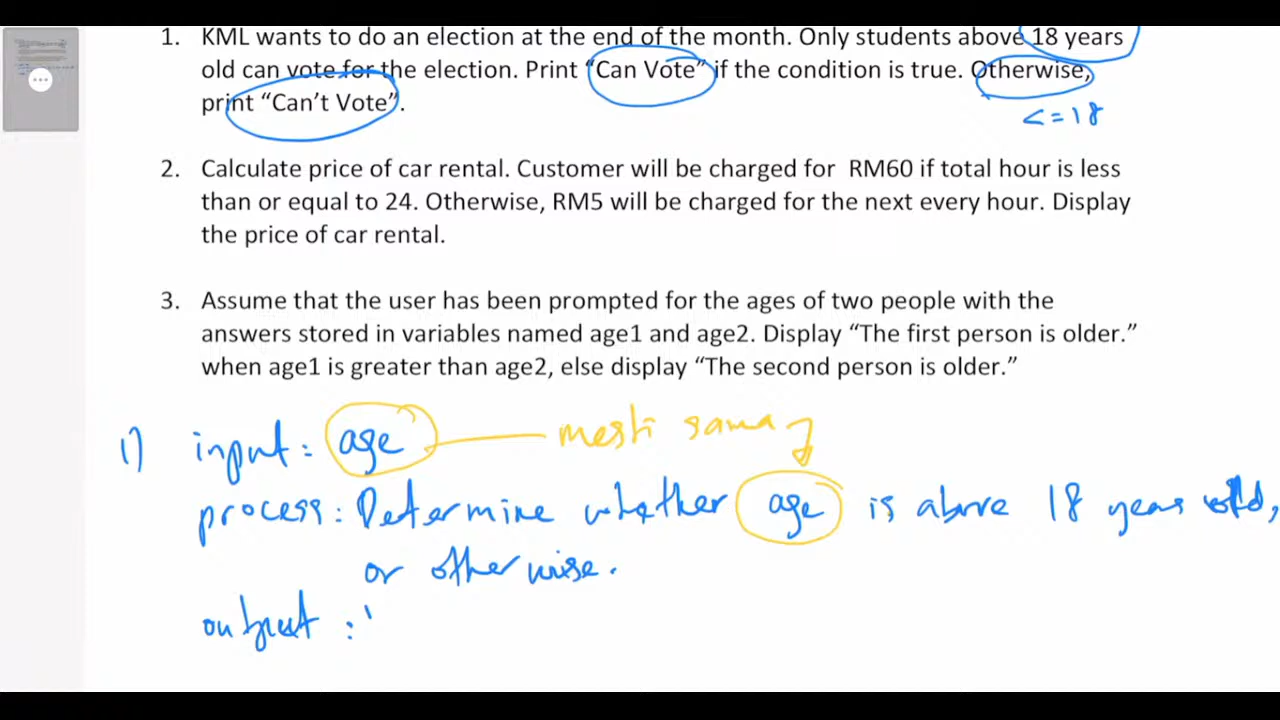 1. KML wants to do an election at the end of the month. Only students above 18 years
old can vote for the election. Print “Can Vote” if the condition is true. Otherwise,
print “Can’t Vote”.
<=18
2. Calculate price of car rental. Customer will be charged for RM60 if total hour is less
than or equal to 24. Otherwise, RM5 will be charged for the next every hour. Display
the price of car rental.
3. Assume that the user has been prompted for the ages of two people with the
answers stored in variables named age1 and age2. Display “The first person is older.”
when age1 is greater than age2, else display “The second person is older.”
1) input: age mesti sama
process: Determine whether age is above 18 years old,
or otherwise.
output : '